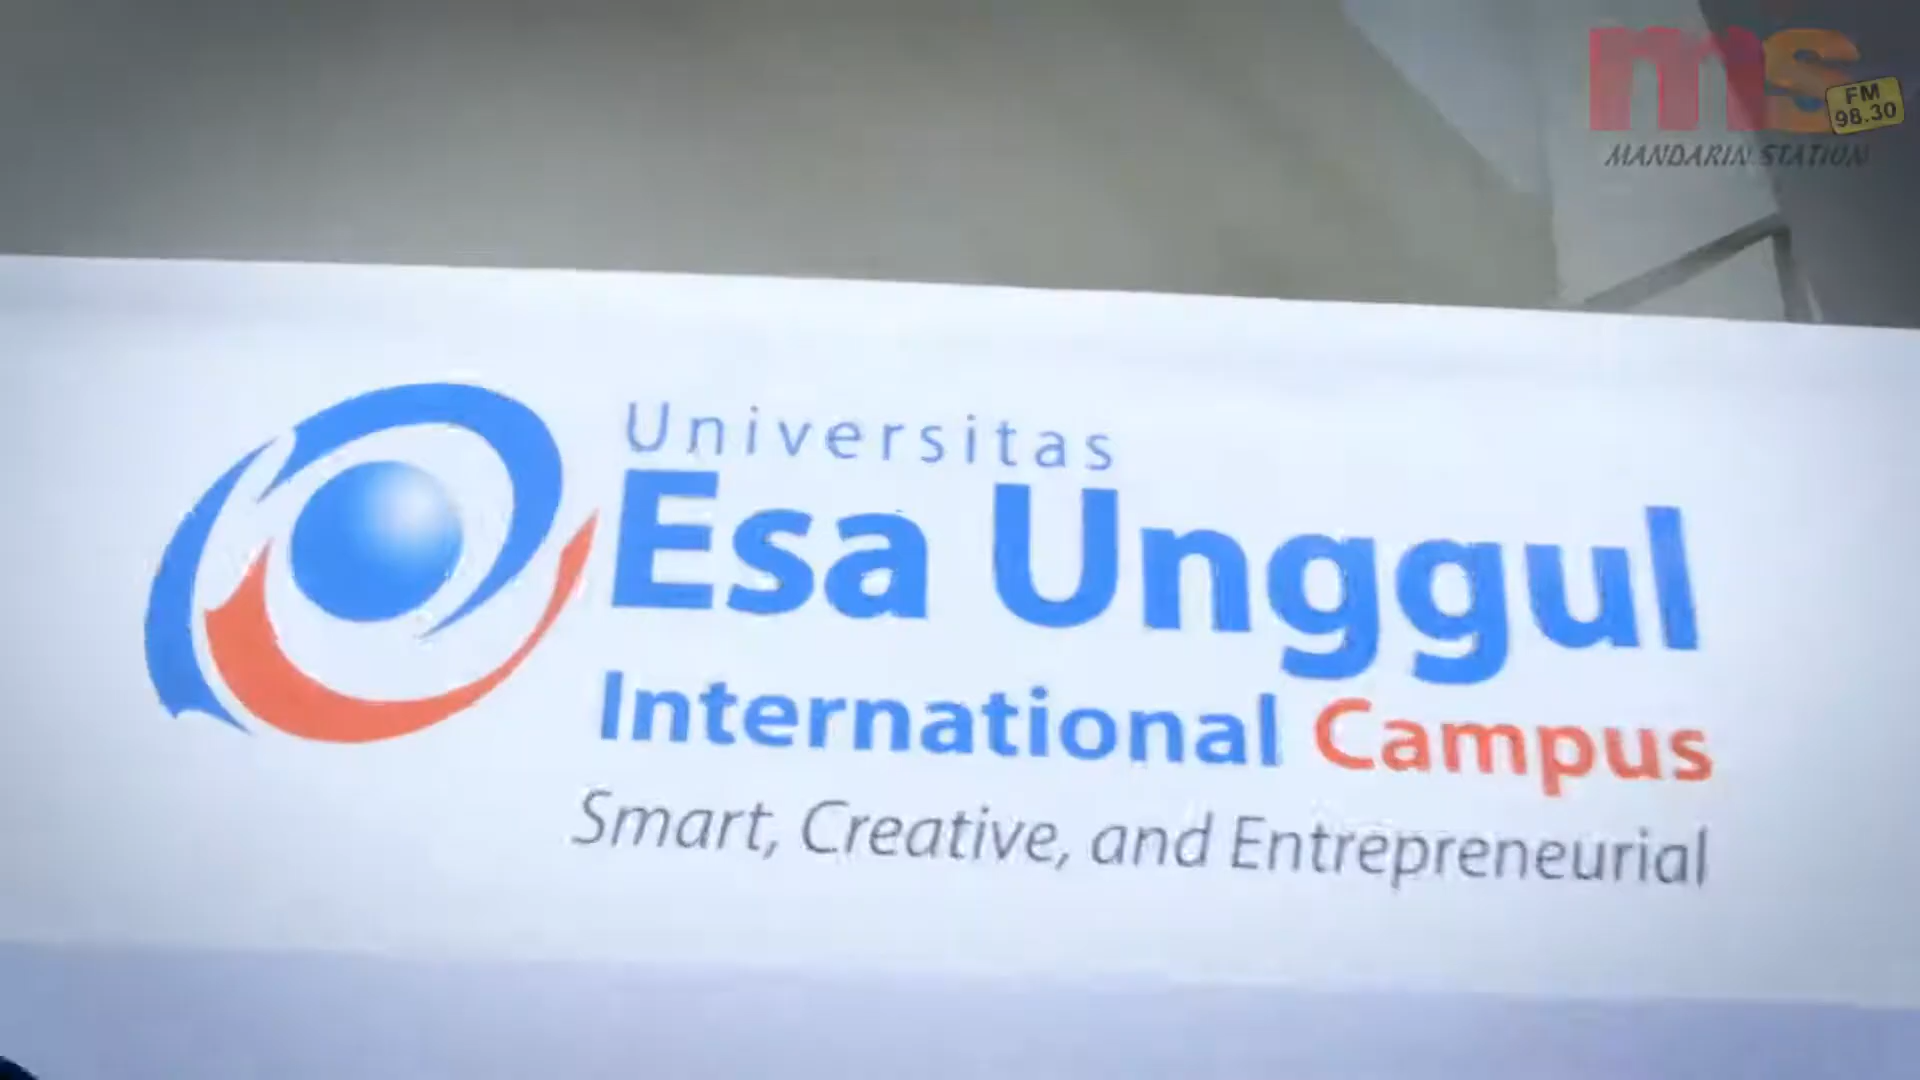 ms
FM
98.30
MANDARIN STATION
Universitas
Esa Unggul
International Campus
Smart, Creative, and Entrepreneurial